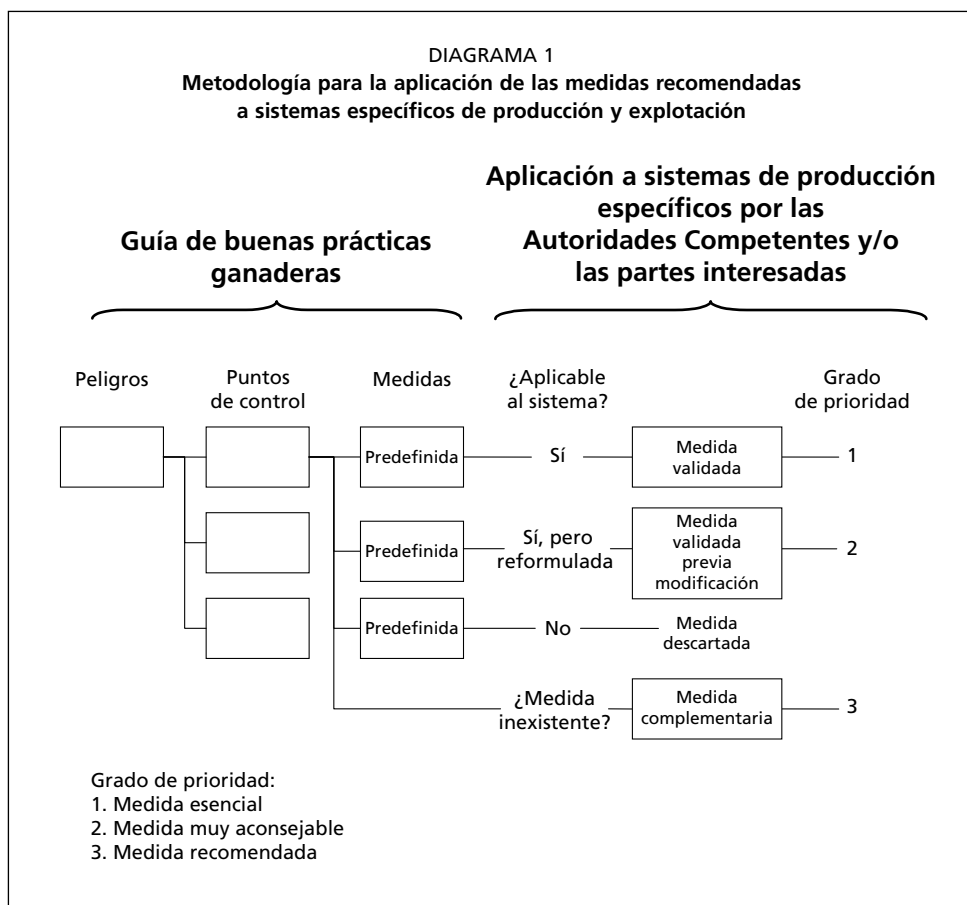 DIAGRAMA 1
Metodología para la aplicación de las medidas recomendadas
a sistemas específicos de producción y explotación
Guía de buenas prácticas
ganaderas
Aplicación a sistemas de producción
específicos por las
Autoridades Competentes y/o
las partes interesadas
Peligros
Puntos
de control
Medidas
¿Aplicable
al sistema?
Grado
de prioridad
Predefinida
Sí
Medida
validada
1
Predefinida
Sí, pero
reformulada
Medida
validada
previa
modificación
2
Predefinida
No
Medida
descartada
¿Medida
inexistente?
Medida
complementaria
3
Grado de prioridad:
1. Medida esencial
2. Medida muy aconsejable
3. Medida recomendada